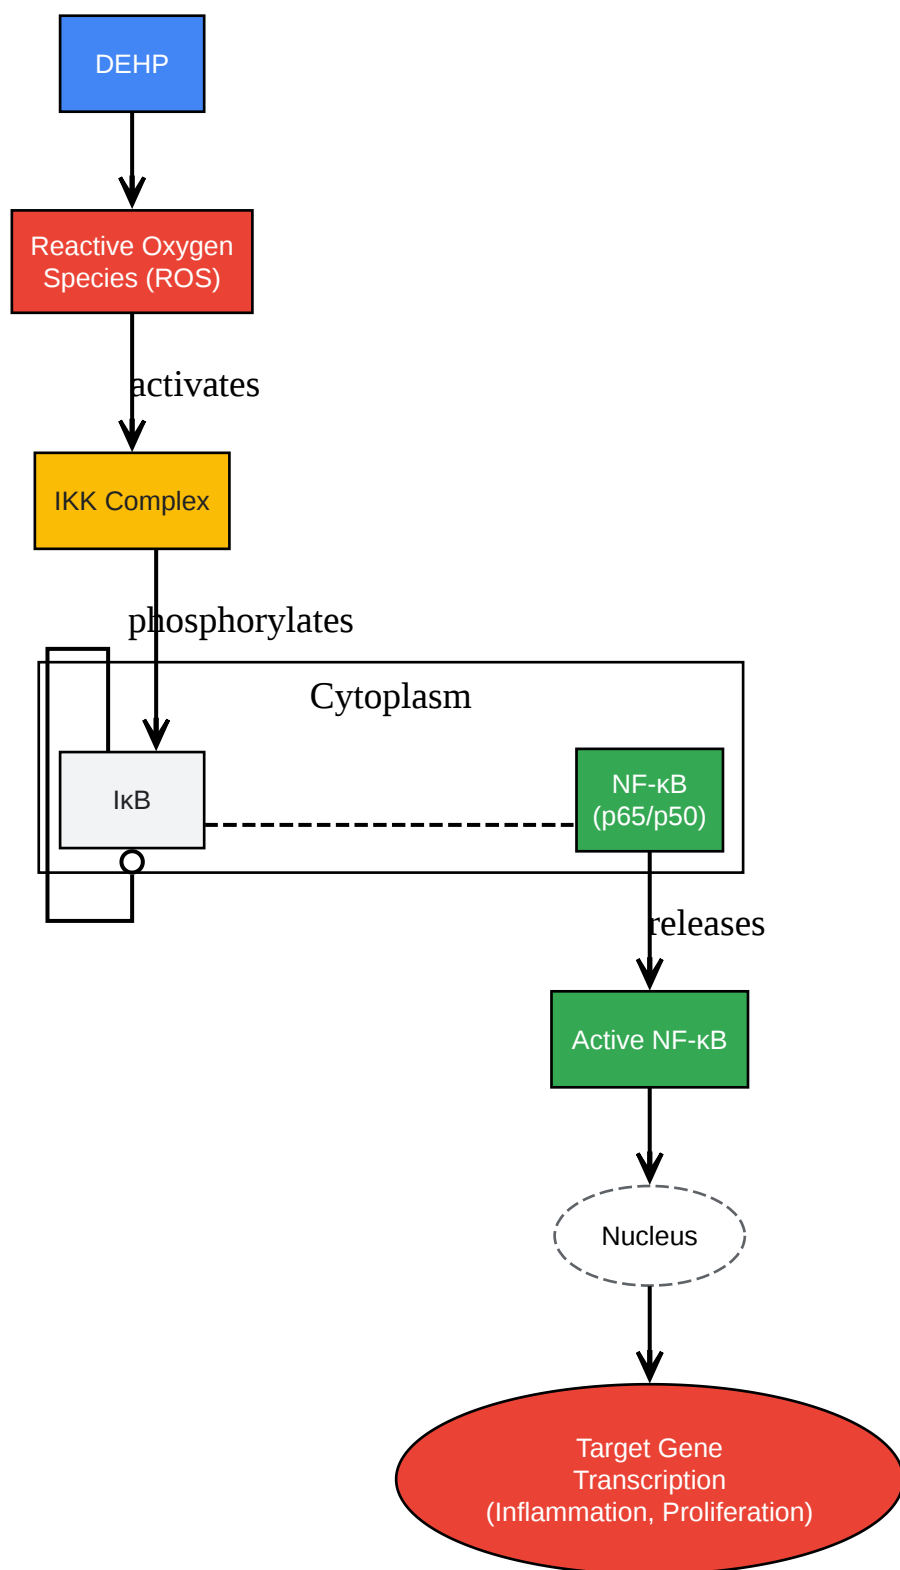 DEHP
Reactive Oxygen
Species (ROS)
activates
IKK Complex
phosphorylates
Cytoplasm
IκB
NF-κB
(p65/p50)
releases
Active NF-κB
Nucleus
Target Gene
Transcription
(Inflammation, Proliferation)